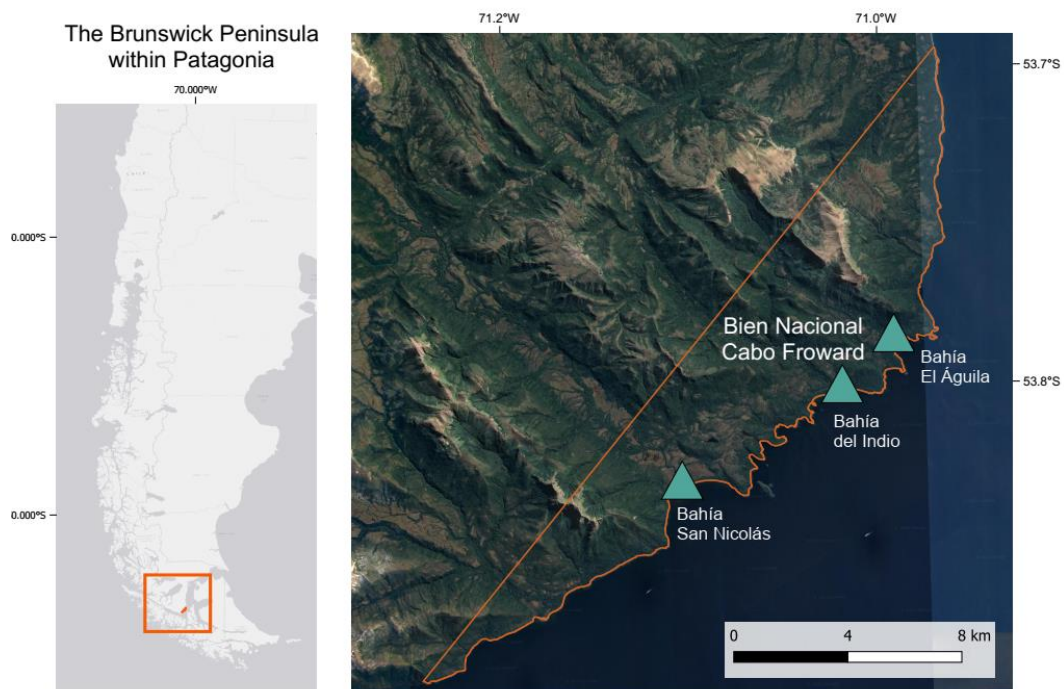 The Brunswick Peninsula
within Patagonia
70.000°W
0.000°S
0.000°S
71.2°W
71.0°W
53.7°S
53.8°S
Bien Nacional
Cabo Froward
Bahía
El Águila
Bahía
del Indio
Bahía
San Nicolás
0 4 8 km